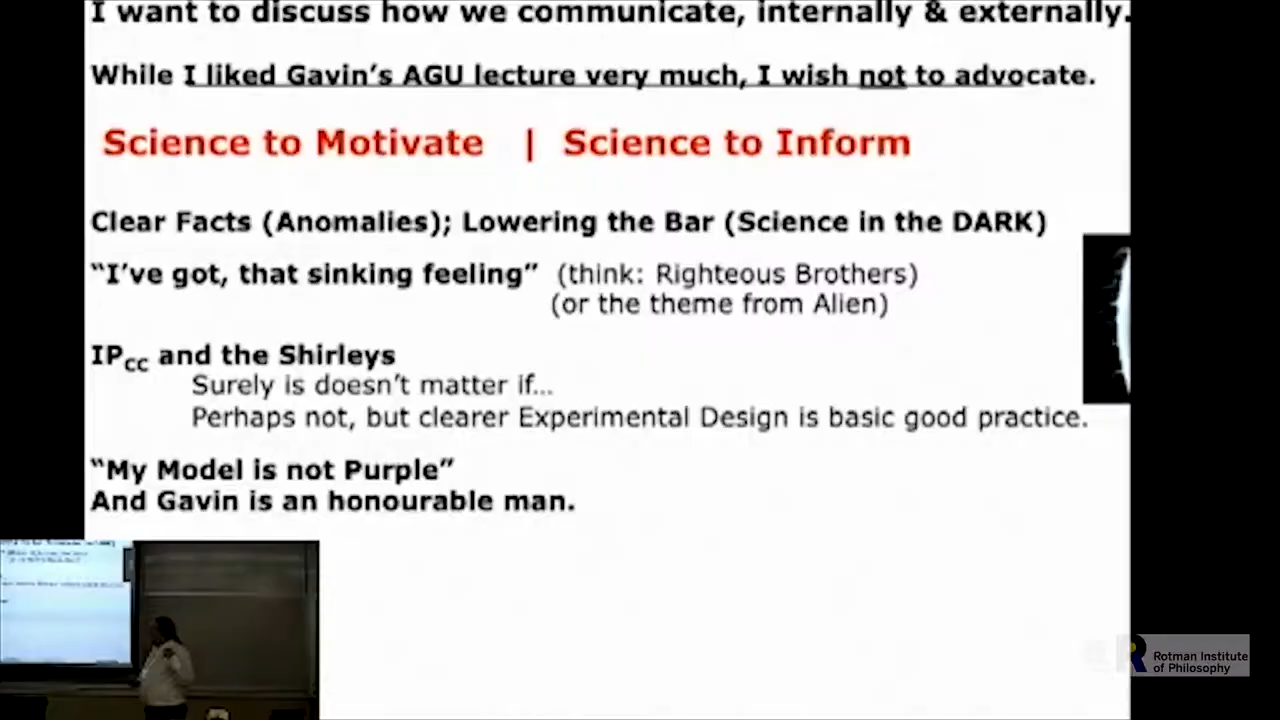 I want to discuss how we communicate, internally & externally.
While I liked Gavin's AGU lecture very much, I wish not to advocate.
Science to Motivate | Science to Inform
Clear Facts (Anomalies); Lowering the Bar (Science in the DARK)
"I've got, that sinking feeling" (think: Righteous Brothers)
(or the theme from Alien)
IPcc and the Shirleys
Surely is doesn't matter if...
Perhaps not, but clearer Experimental Design is basic good practice.
"My Model is not Purple"
And Gavin is an honourable man.
Rotman Institute
of Philosophy